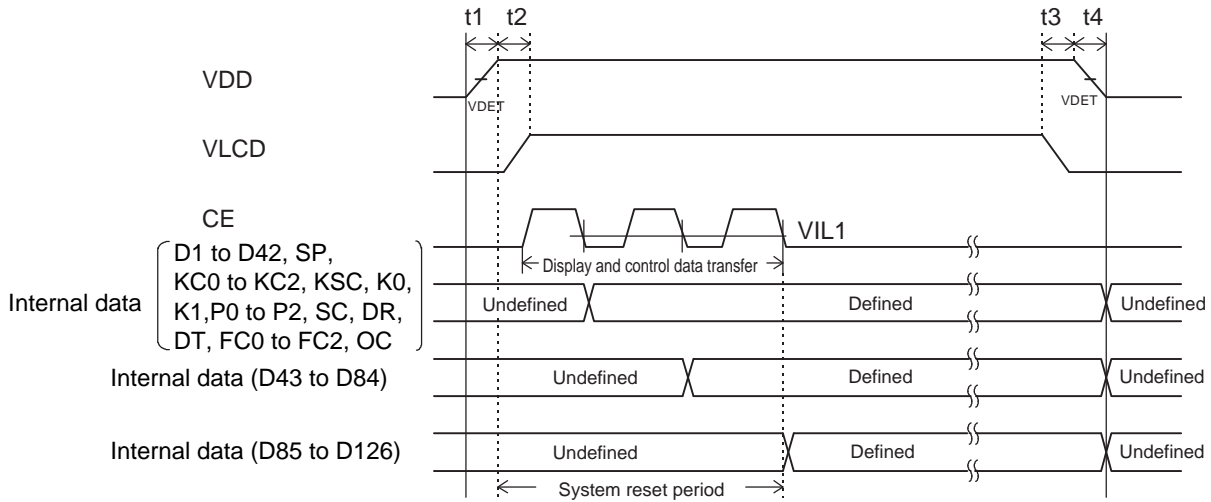 t1 t2 t3 t4
VDD
VDET VDET
VLCD
CE
VIL1
D1 to D42, SP,
Display and control data transfer
KC0 to KC2, KSC, K0,
Internal data K1,P0 to P2, SC, DR, Undefined Defined Undefined
DT, FC0 to FC2, OC
Internal data (D43 to D84) Undefined Defined Undefined
Internal data (D85 to D126) Undefined Defined Undefined
System reset period